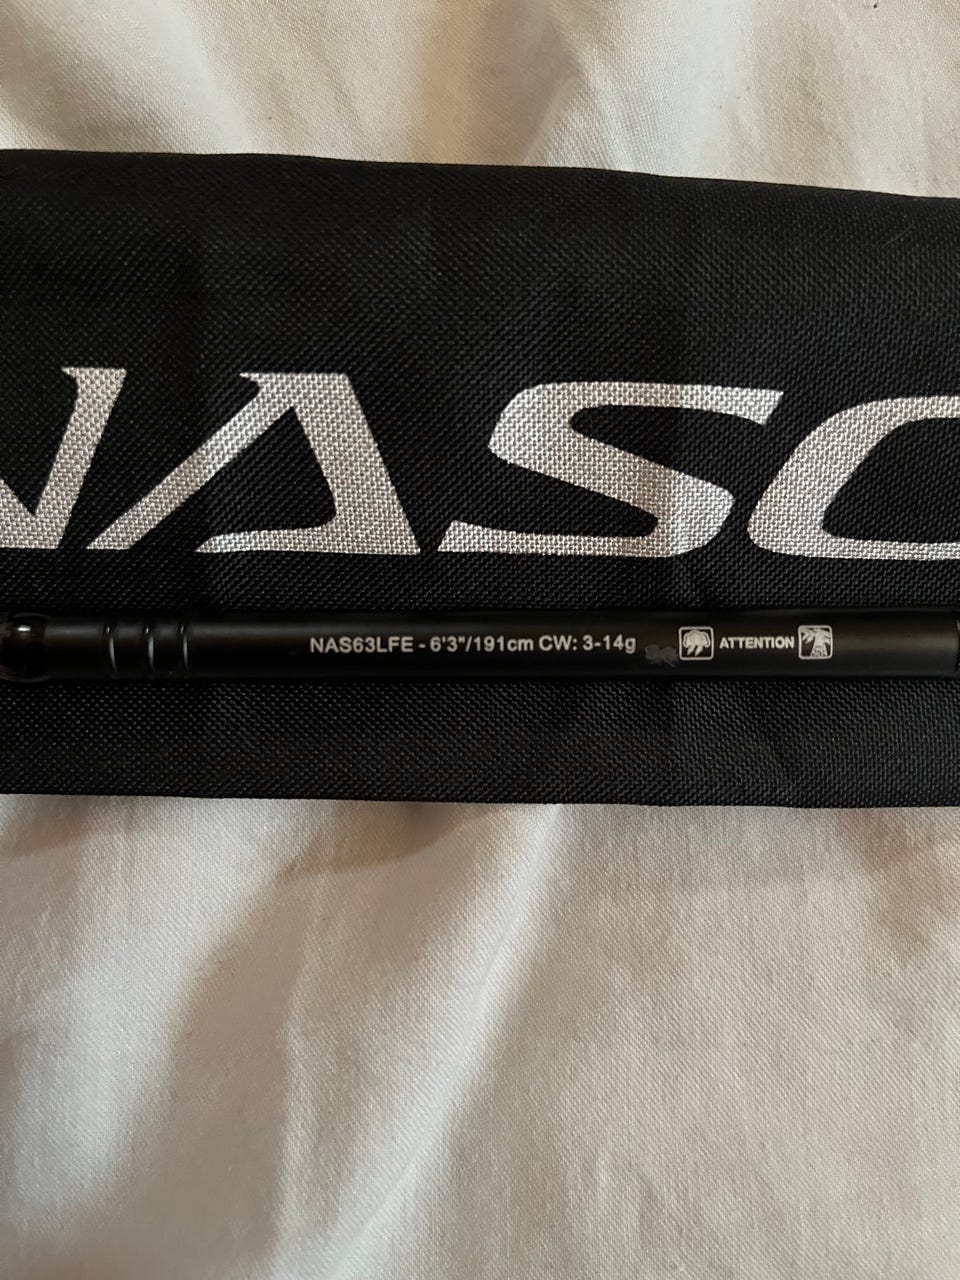 NASC
NAS63LFE - 6'3"/191cm CW: 3-14g ATTENTION